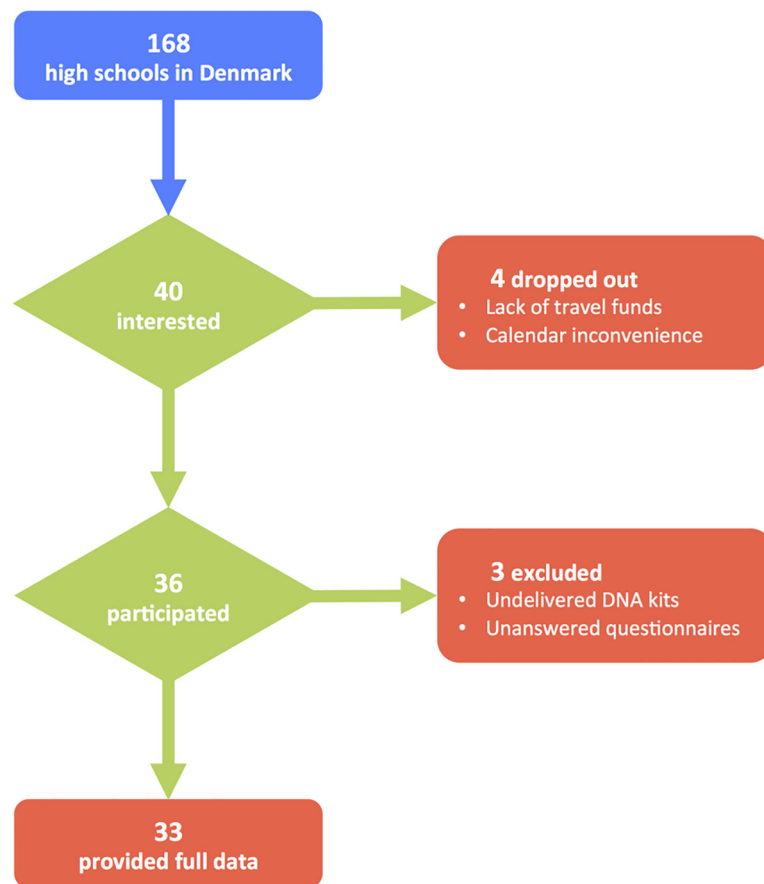 168
high schools in Denmark
40
interested
4 dropped out
• Lack of travel funds
• Calendar inconvenience
36
participated
3 excluded
• Undelivered DNA kits
• Unanswered questionnaires
33
provided full data